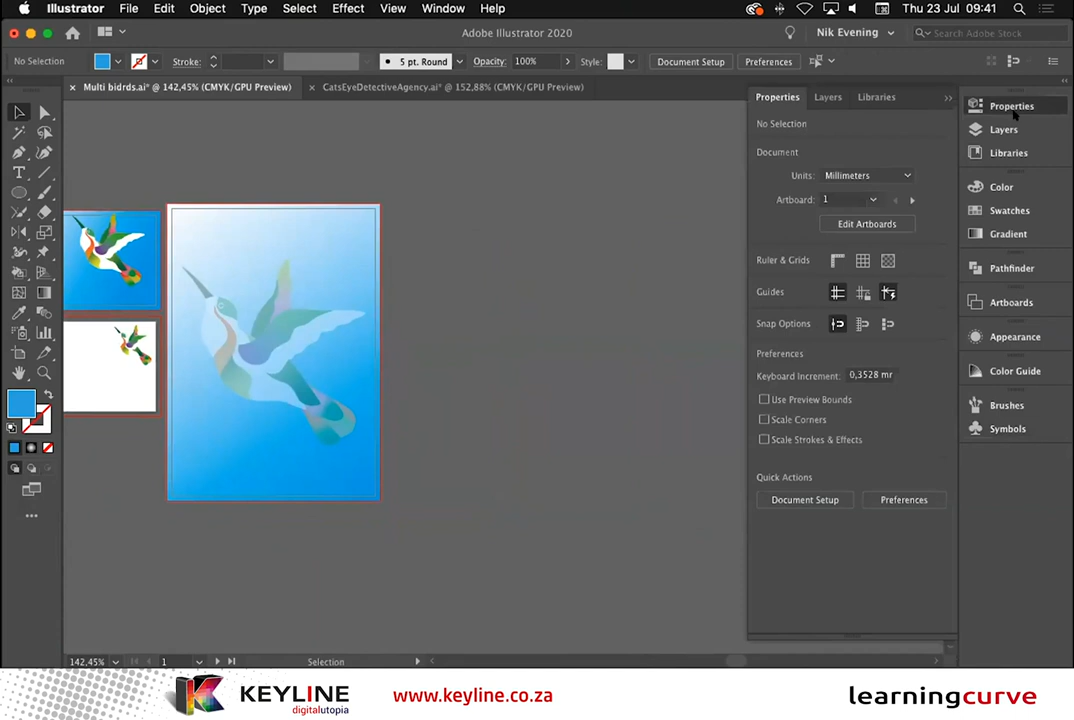 Illustrator File Edit Object Type Select Effect View Window Help Thu 23 Jul 09:41
Adobe Illustrator 2020 Nik Evening Search Adobe Stock
No Selection Stroke: 5 pt. Round Opacity: 100% Style: Document Setup Preferences
× Multi bidrds.ai* @ 142,45% (CMYK/GPU Preview) × CatsEyeDetectiveAgency.ai* @ 152,88% (CMYK/GPU Preview)
Properties Layers Libraries
No Selection
Document
Units: Millimeters
Artboard: 1
Edit Artboards
Ruler & Grids
Guides
Snap Options
Preferences
Keyboard Increment: 0,3528 mr
Use Preview Bounds
Scale Corners
Scale Strokes & Effects
Quick Actions
Document Setup Preferences
Properties
Layers
Libraries
Color
Swatches
Gradient
Pathfinder
Artboards
Appearance
Color Guide
Brushes
Symbols
142,45% 1 Selection
KEYLINE
digitalutopia
www.keyline.co.za
learningcurve